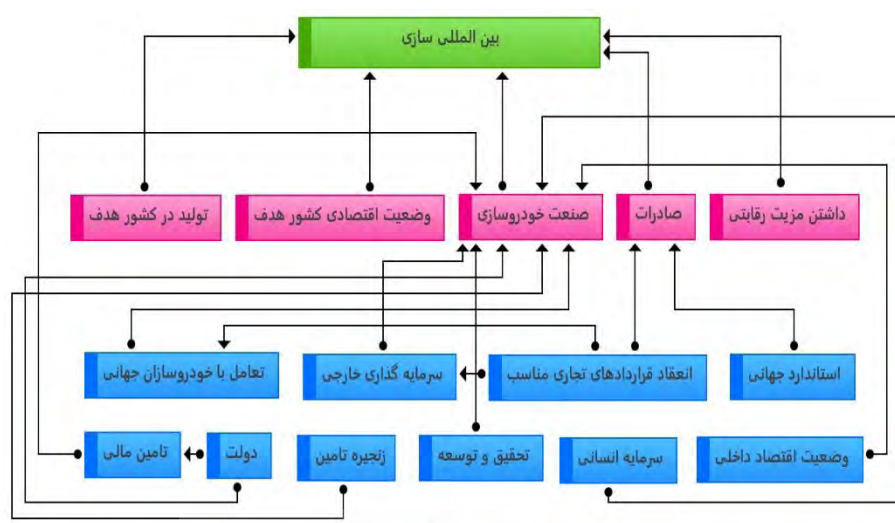 بین المللی سازی
داشتن مزیت رقابتی
صادرات
صنعت خودروسازی
وضعیت اقتصادی کشور هدف
تولید در کشور هدف
استاندارد جهانی
انعقاد قراردادهای تجاری مناسب
سرمایه گذاری خارجی
تعامل با خودروسازان جهانی
وضعیت اقتصاد داخلی
سرمایه انسانی
تحقیق و توسعه
زنجیره تامین
دولت
تامین مالی